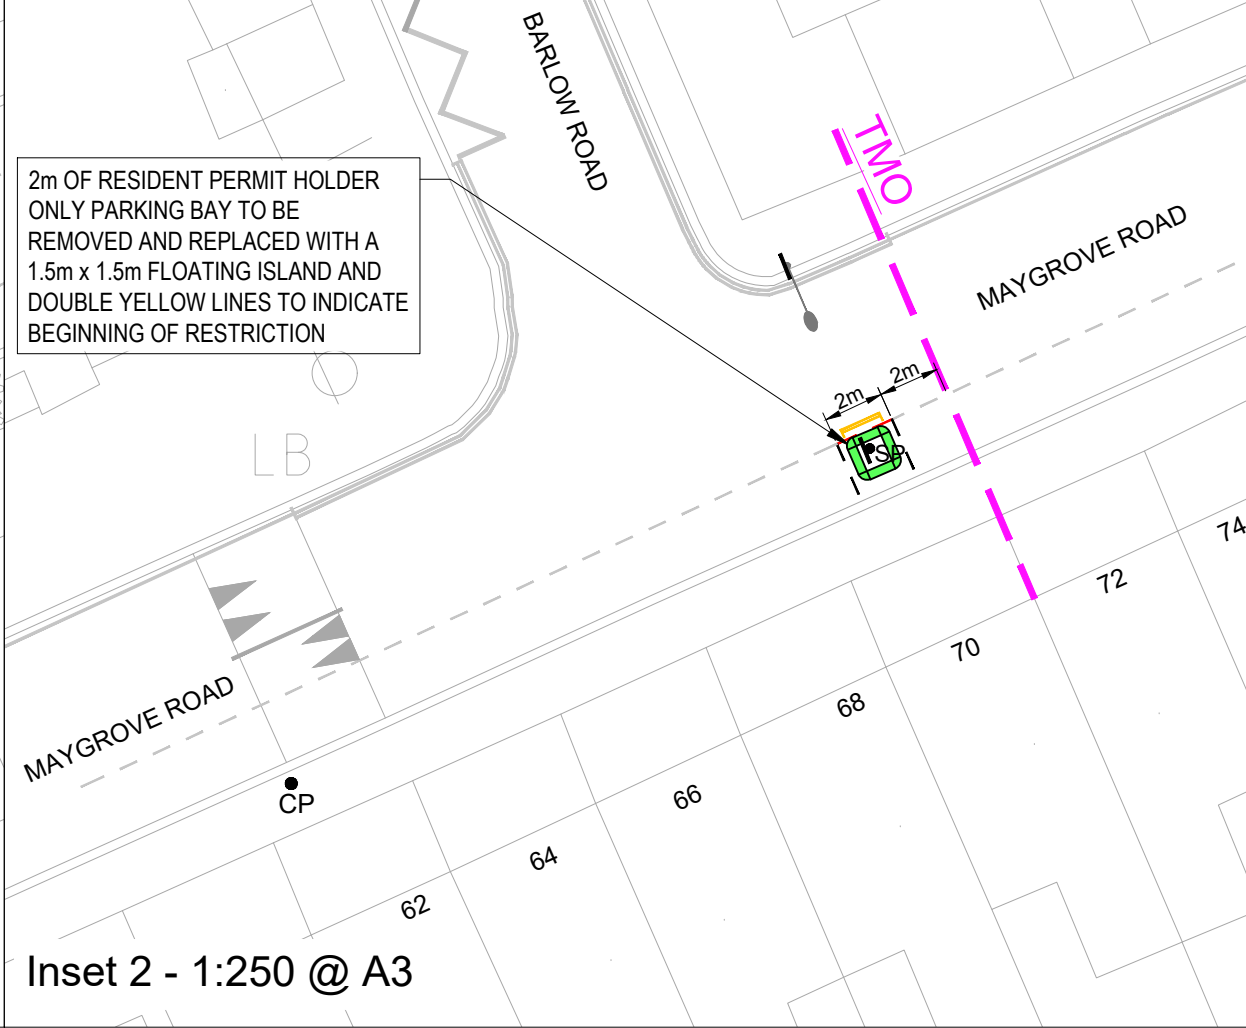 BARLOW ROAD
TMO
2m OF RESIDENT PERMIT HOLDER
ONLY PARKING BAY TO BE
REMOVED AND REPLACED WITH A
1.5m x 1.5m FLOATING ISLAND AND
DOUBLE YELLOW LINES TO INDICATE
BEGINNING OF RESTRICTION
MAYGROVE ROAD
2m
2m
SP
LB
74
72
70
68
MAYGROVE ROAD
66
CP
64
62
Inset 2 - 1:250 @ A3